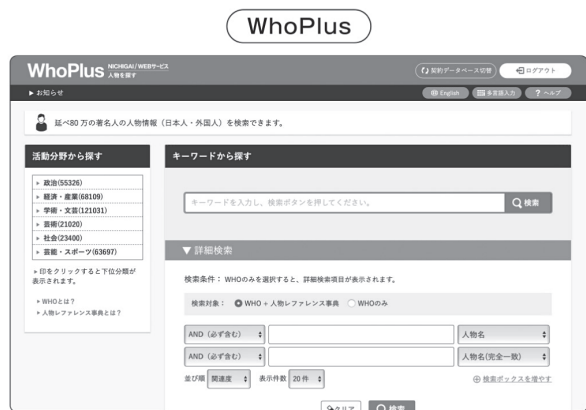 WhoPlus
WhoPlus NICHIGAI/WEBサービス
人物を探す
契約データベース切替
ログアウト
▶ お知らせ
English
多言語入力
? ヘルプ
延べ80 万の著名人の人物情報（日本人・外国人）を検索できます。
活動分野から探す
▶ 政治(55326)
▶ 経済・産業(68109)
▶ 学術・文芸(121031)
▶ 芸術(21020)
▶ 社会(23400)
▶ 芸能・スポーツ(63697)
▶印をクリックすると下位分類が
表示されます。
▶ WHOとは？
▶ 人物レファレンス事典とは？
キーワードから探す
キーワードを入力し、検索ボタンを押してください。
検索
▼ 詳細検索
検索条件： WHOのみを選択すると、詳細検索項目が表示されます。
検索対象： WHO + 人物レファレンス事典 WHOのみ
AND（必ず含む） 人物名
AND（必ず含む） 人物名(完全一致)
並び順 関連度 表示件数 20 件 検索ボックスを増やす
クリア 検索